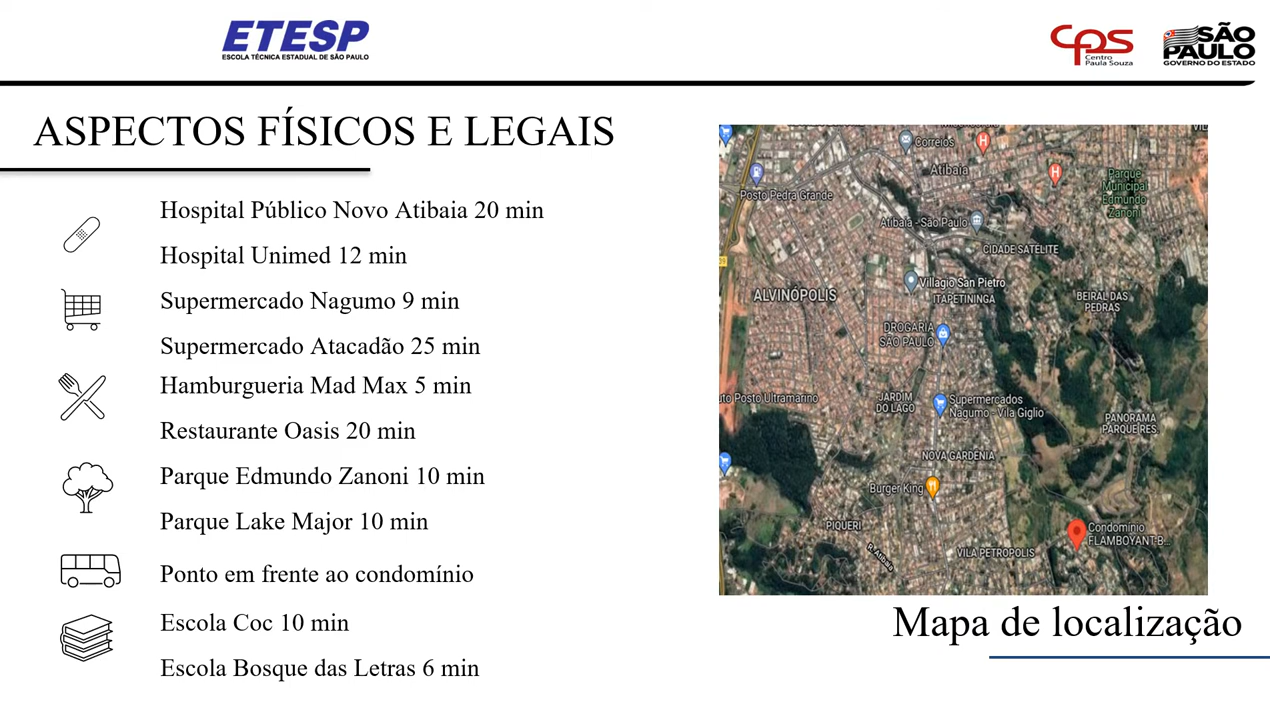 ETESP
ESCOLA TÉCNICA ESTADUAL DE SÃO PAULO
cps
Centro
Paula Souza
SÃO
PAULO
GOVERNO DO ESTADO
ASPECTOS FÍSICOS E LEGAIS
Hospital Público Novo Atibaia 20 min
Hospital Unimed 12 min
Supermercado Nagumo 9 min
Supermercado Atacadão 25 min
Hamburgueria Mad Max 5 min
Restaurante Oasis 20 min
Parque Edmundo Zanoni 10 min
Parque Lake Major 10 min
Ponto em frente ao condomínio
Escola Coc 10 min
Escola Bosque das Letras 6 min
Correios
H
Atibaia
H
Posto Pedra Grande
Parque
Municipal
Edmundo
Zanoni
Atibaia - São Paulo
CIDADE SATELITE
Villagio San Pietro
ITAPETININGA
ALVINÓPOLIS
BEIRAL DAS
PEDRAS
DROGARIA
SÃO PAULO
uto Posto Ultramarino
JARDIM
DO LAGO
Supermercados
Nagumo - Vila Giglio
PANORAMA
PARQUE RES.
NOVA GARDENIA
Burger King
PIQUERI
Condomínio
FLAMBOYANT B...
R. Atibaia
VILA PETROPOLIS
Mapa de localização